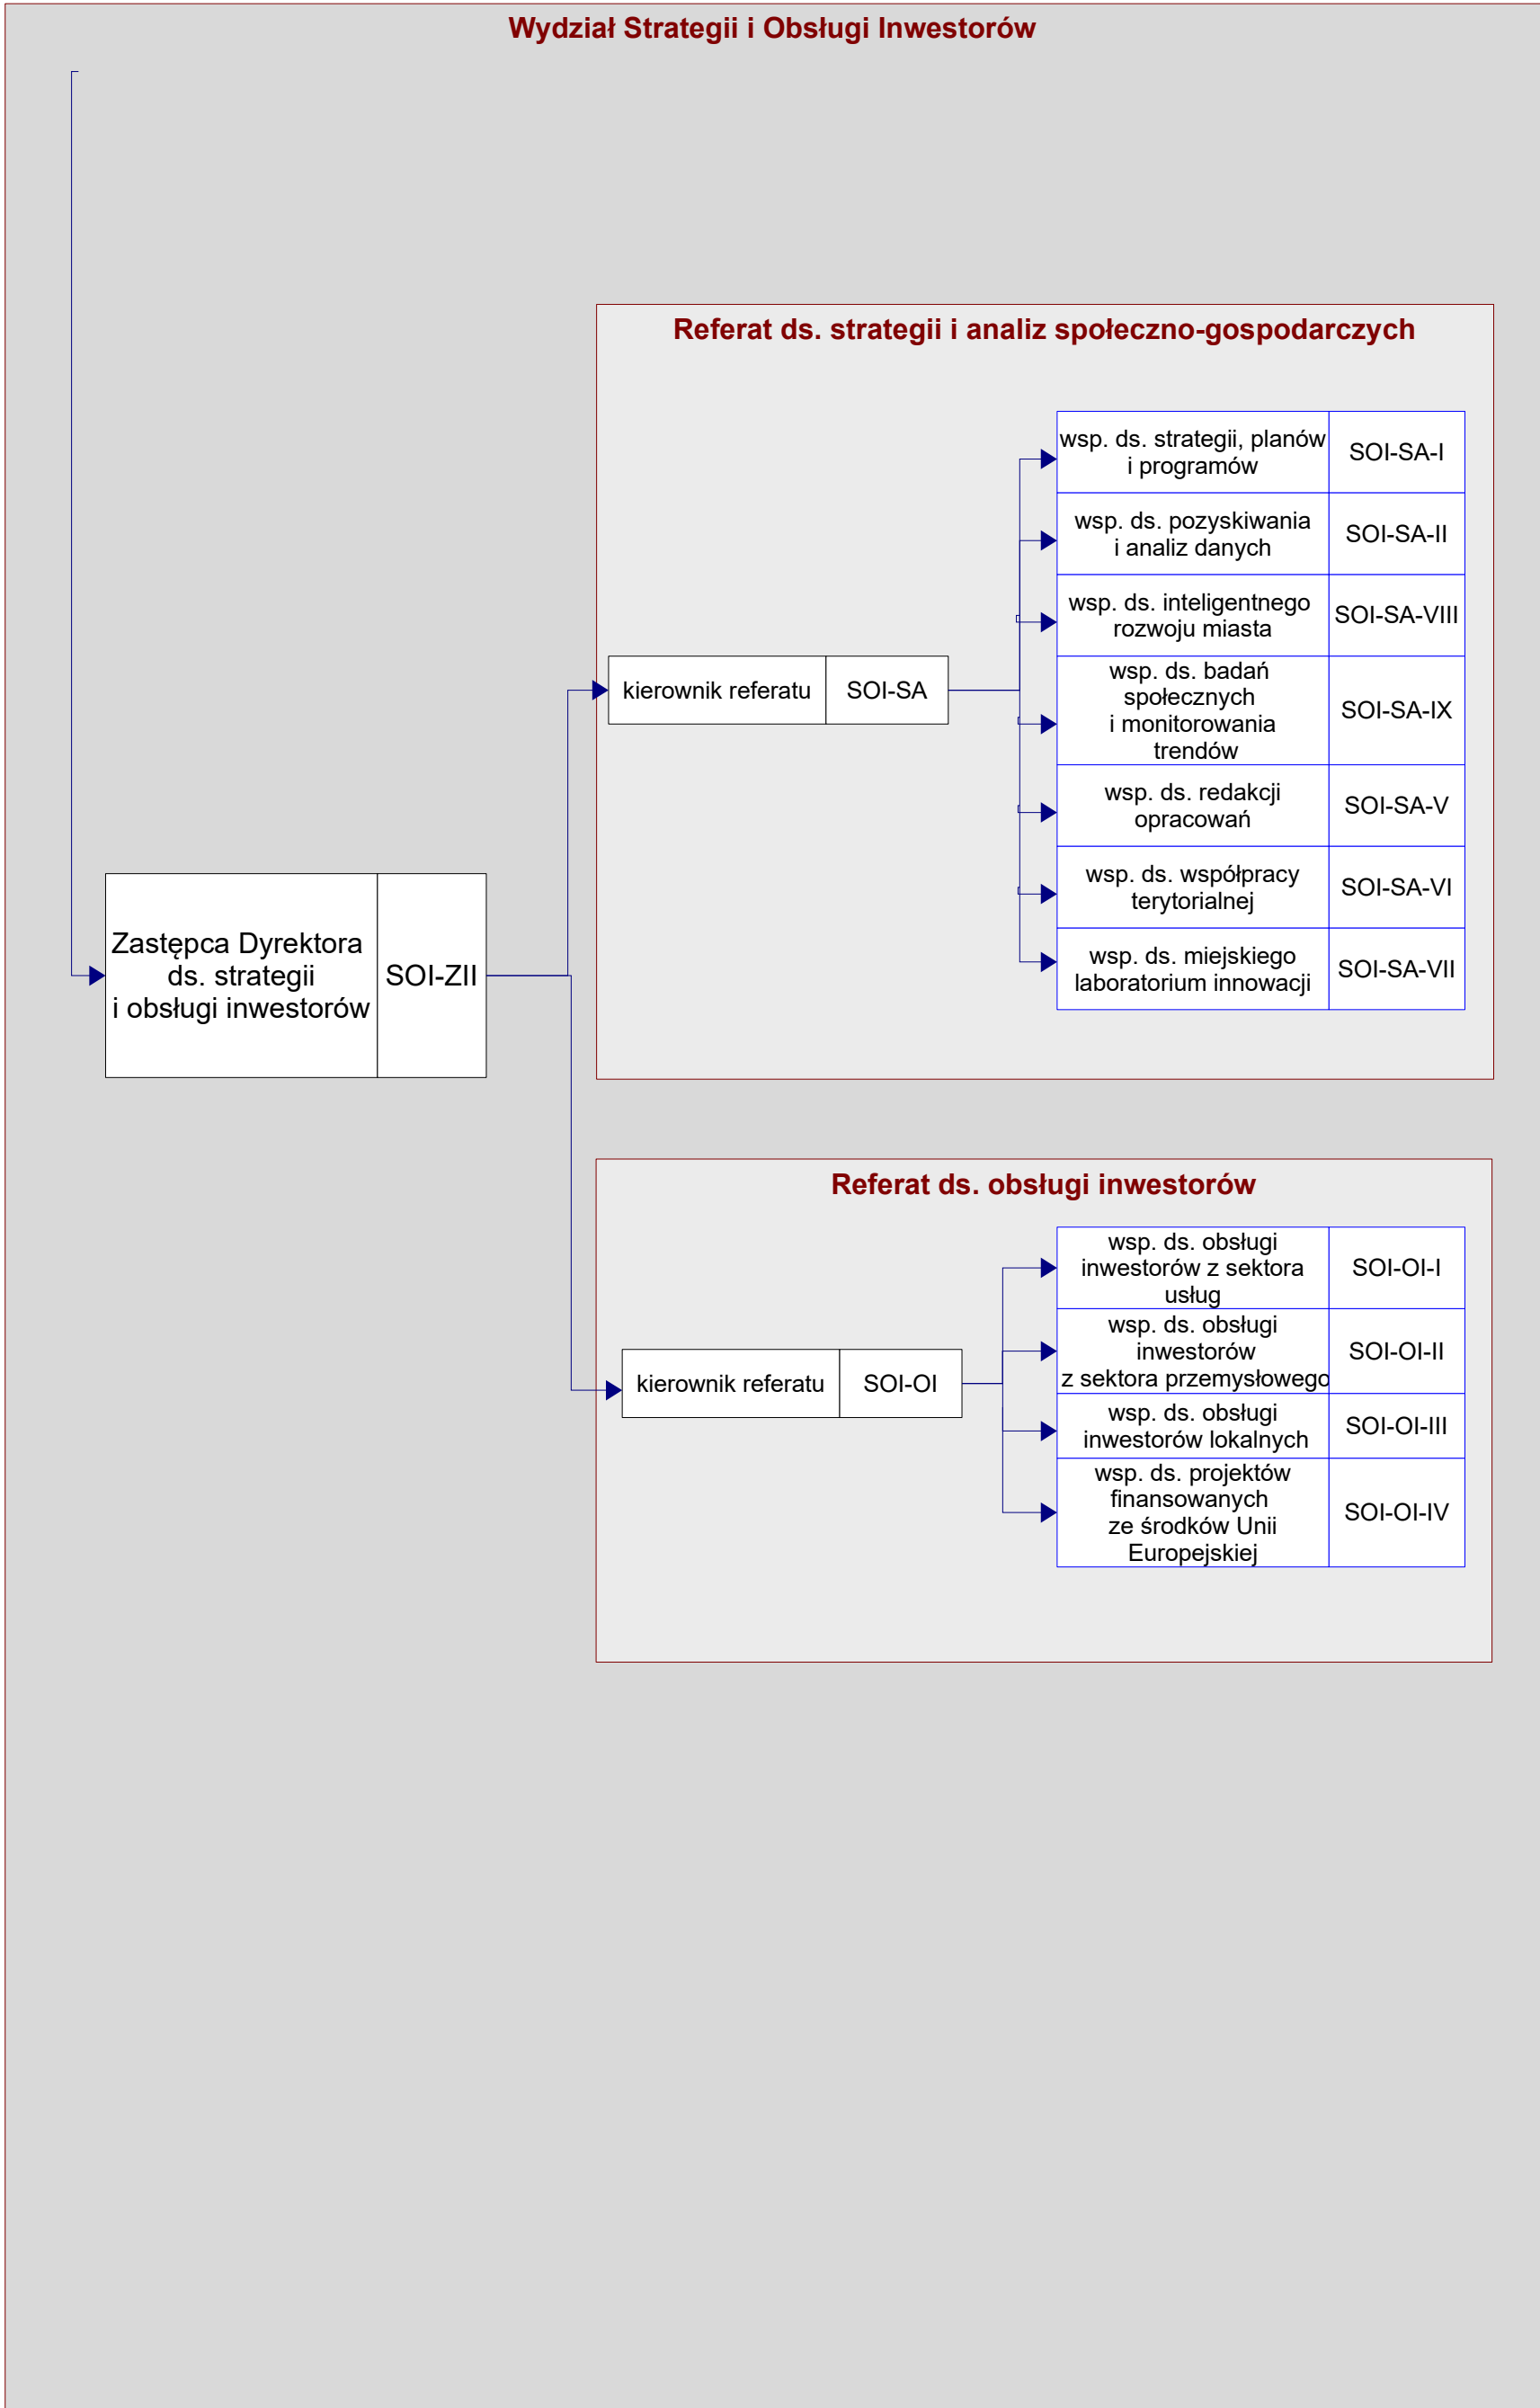 Wydział Strategii i Obsługi Inwestorów
Referat ds. strategii i analiz społeczno-gospodarczych
wsp. ds. strategii, planów
i programów
SOI-SA-I
wsp. ds. pozyskiwania
i analiz danych
SOI-SA-II
wsp. ds. inteligentnego
rozwoju miasta
SOI-SA-VIII
kierownik referatu
SOI-SA
wsp. ds. badań
społecznych
i monitorowania
trendów
SOI-SA-IX
wsp. ds. redakcji
opracowań
SOI-SA-V
wsp. ds. współpracy
terytorialnej
SOI-SA-VI
wsp. ds. miejskiego
laboratorium innowacji
SOI-SA-VII
Zastępca Dyrektora
ds. strategii
i obsługi inwestorów
SOI-ZII
Referat ds. obsługi inwestorów
wsp. ds. obsługi
inwestorów z sektora
usług
SOI-OI-I
wsp. ds. obsługi
inwestorów
z sektora przemysłowego
SOI-OI-II
kierownik referatu
SOI-OI
wsp. ds. obsługi
inwestorów lokalnych
SOI-OI-III
wsp. ds. projektów
finansowanych
ze środków Unii
Europejskiej
SOI-OI-IV